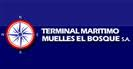 TERMINAL MARITIMO
MUELLES EL BOSQUE S.A.